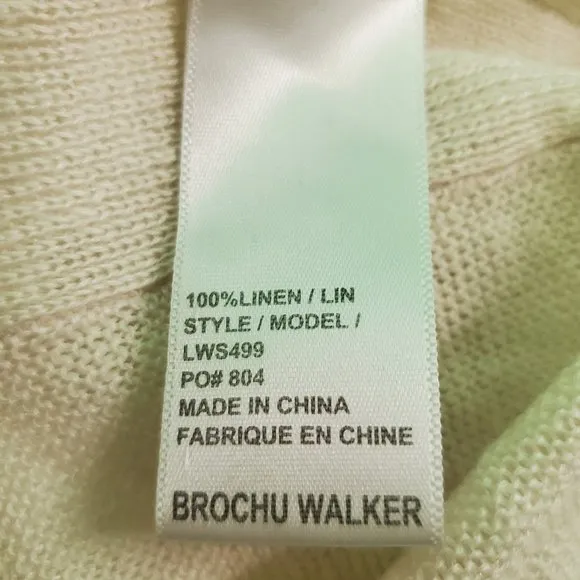 100%LINEN / LIN
STYLE / MODEL /
LWS499
PO# 804
MADE IN CHINA
FABRIQUE EN CHINE
BROCHU WALKER